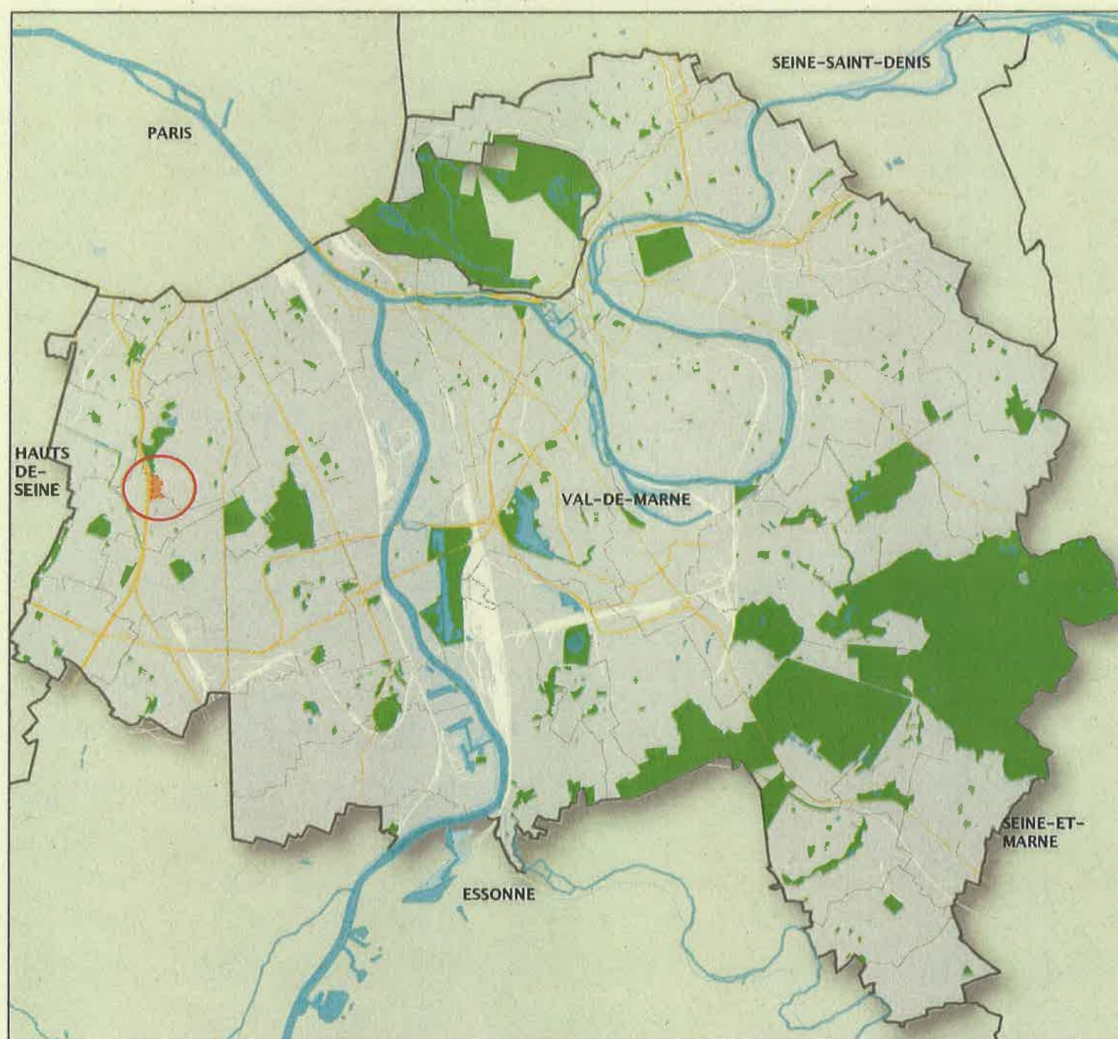 SEINE-SAINT-DENIS
PARIS
HAUTS
DE-
SEINE
VAL-DE-MARNE
SEINE-ET-
MARNE
ESSONNE